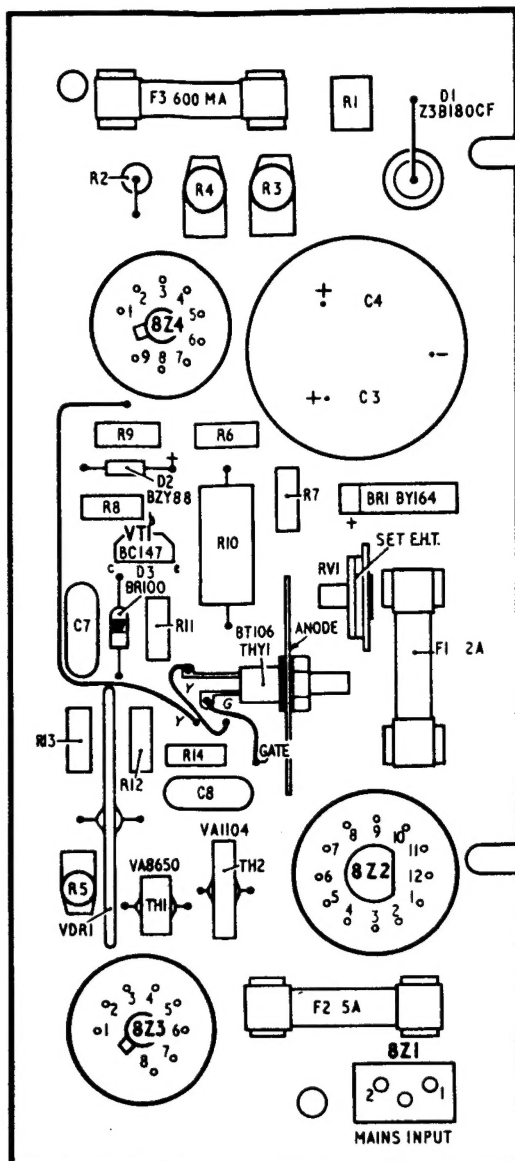 F3 600 MA
R1
D1
Z3B180CF
R2
R4
R3
1 2 3 4 5 6 7 8 9
8Z4
+
C4
-
+
C3
R9
R6
+
D2
BZY88
R7
BR1 BY164
+
R8
VT1
BC147
c
e
D3
BR100
R10
SET E.H.T.
RV1
C7
R11
BT106
THY1
ANODE
F1 2A
Y
G
Y
GATE
R13
R12
R14
C8
VA1104
TH2
VA8650
TH1
R5
VDR1
1 2 3 4 5 6 7 8 9 10 11 12
8Z2
1 2 3 4 5 6 7 8
8Z3
F2 5A
8Z1
2 1
MAINS INPUT